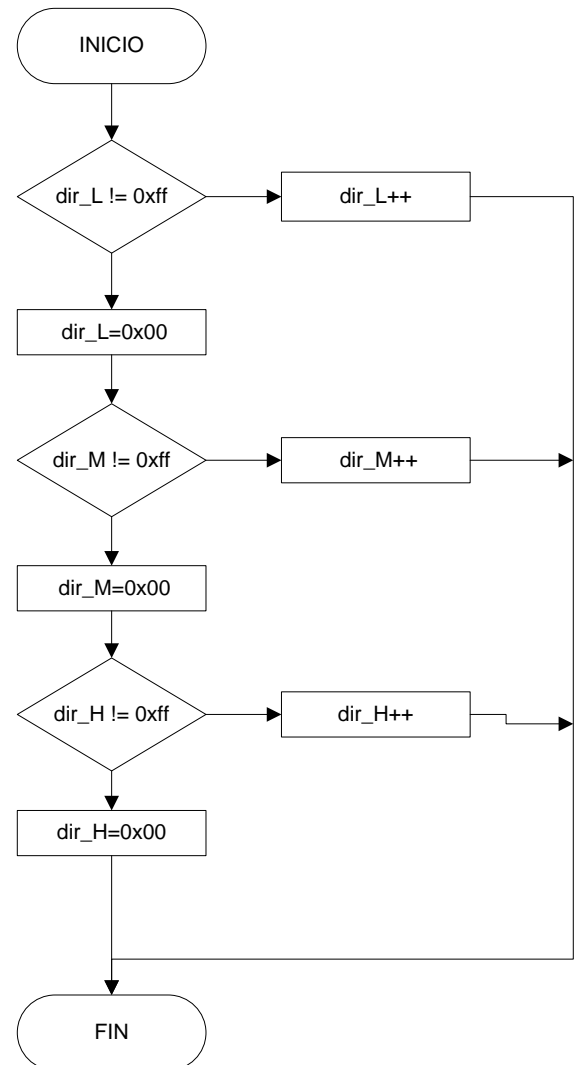 INICIO
dir_L != 0xff
dir_L++
dir_L=0x00
dir_M != 0xff
dir_M++
dir_M=0x00
dir_H != 0xff
dir_H++
dir_H=0x00
FIN